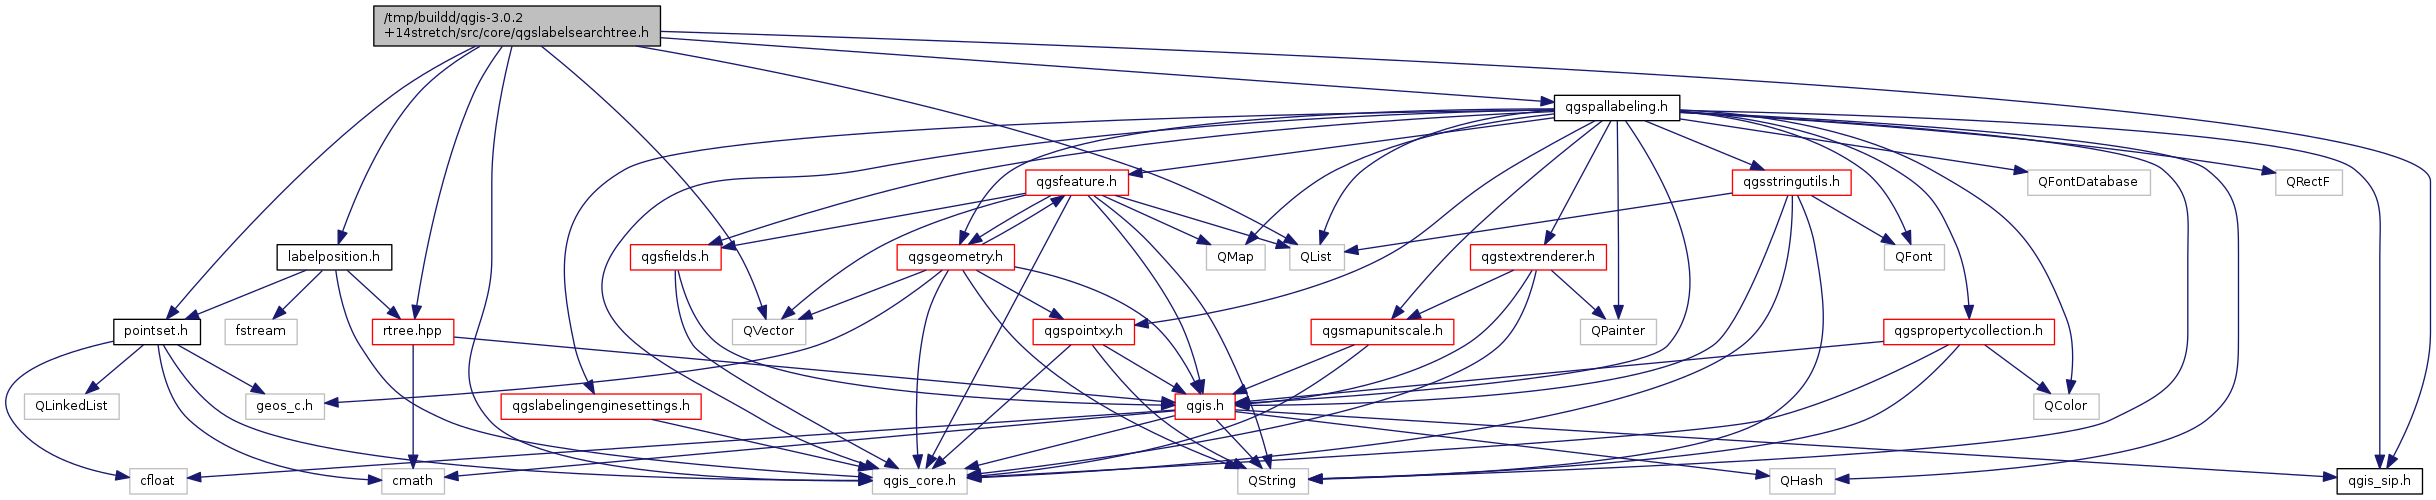 /tmp/buildd/qgis-3.0.2
+14stretch/src/core/qgslabelsearchtree.h
qgspallabeling.h
qgsfeature.h
qgsstringutils.h
QFontDatabase
QRectF
labelposition.h
qgsfields.h
qgsgeometry.h
QMap
QList
qgstextrenderer.h
QFont
pointset.h
fstream
rtree.hpp
QVector
qgspointxy.h
qgsmapunitscale.h
QPainter
qgspropertycollection.h
QLinkedList
geos_c.h
qgslabelingenginesettings.h
qgis.h
QColor
cfloat
cmath
qgis_core.h
QString
QHash
qgis_sip.h